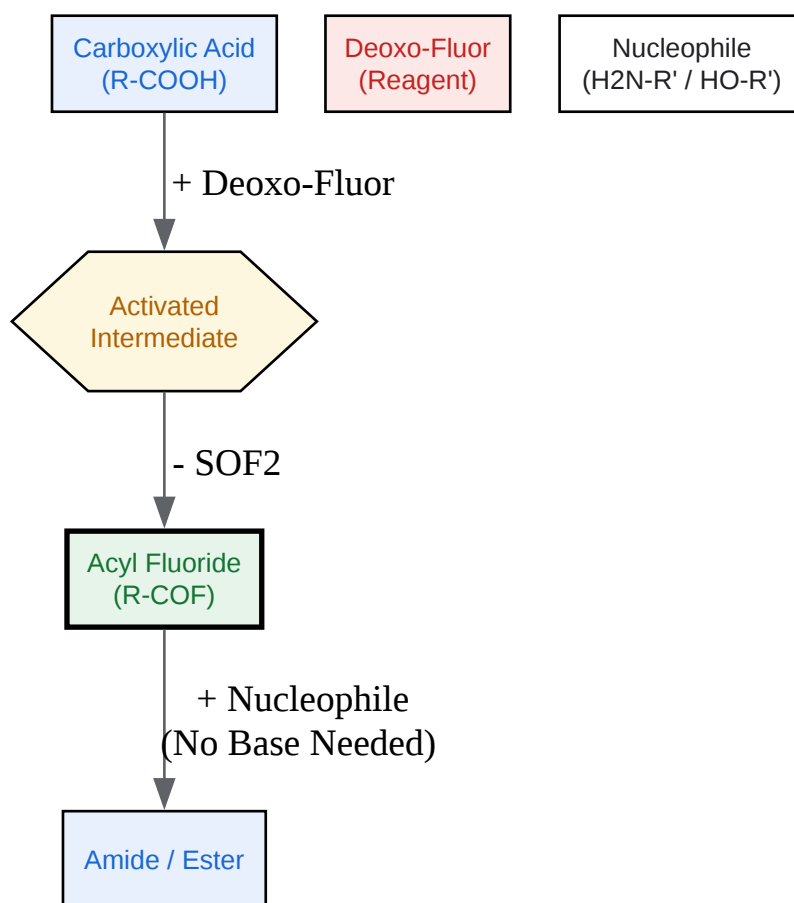 Carboxylic Acid
(R-COOH)
Deoxo-Fluor
(Reagent)
Nucleophile
(H2N-R' / HO-R')
+ Deoxo-Fluor
Activated
Intermediate
- SOF2
Acyl Fluoride
(R-COF)
+ Nucleophile
(No Base Needed)
Amide / Ester